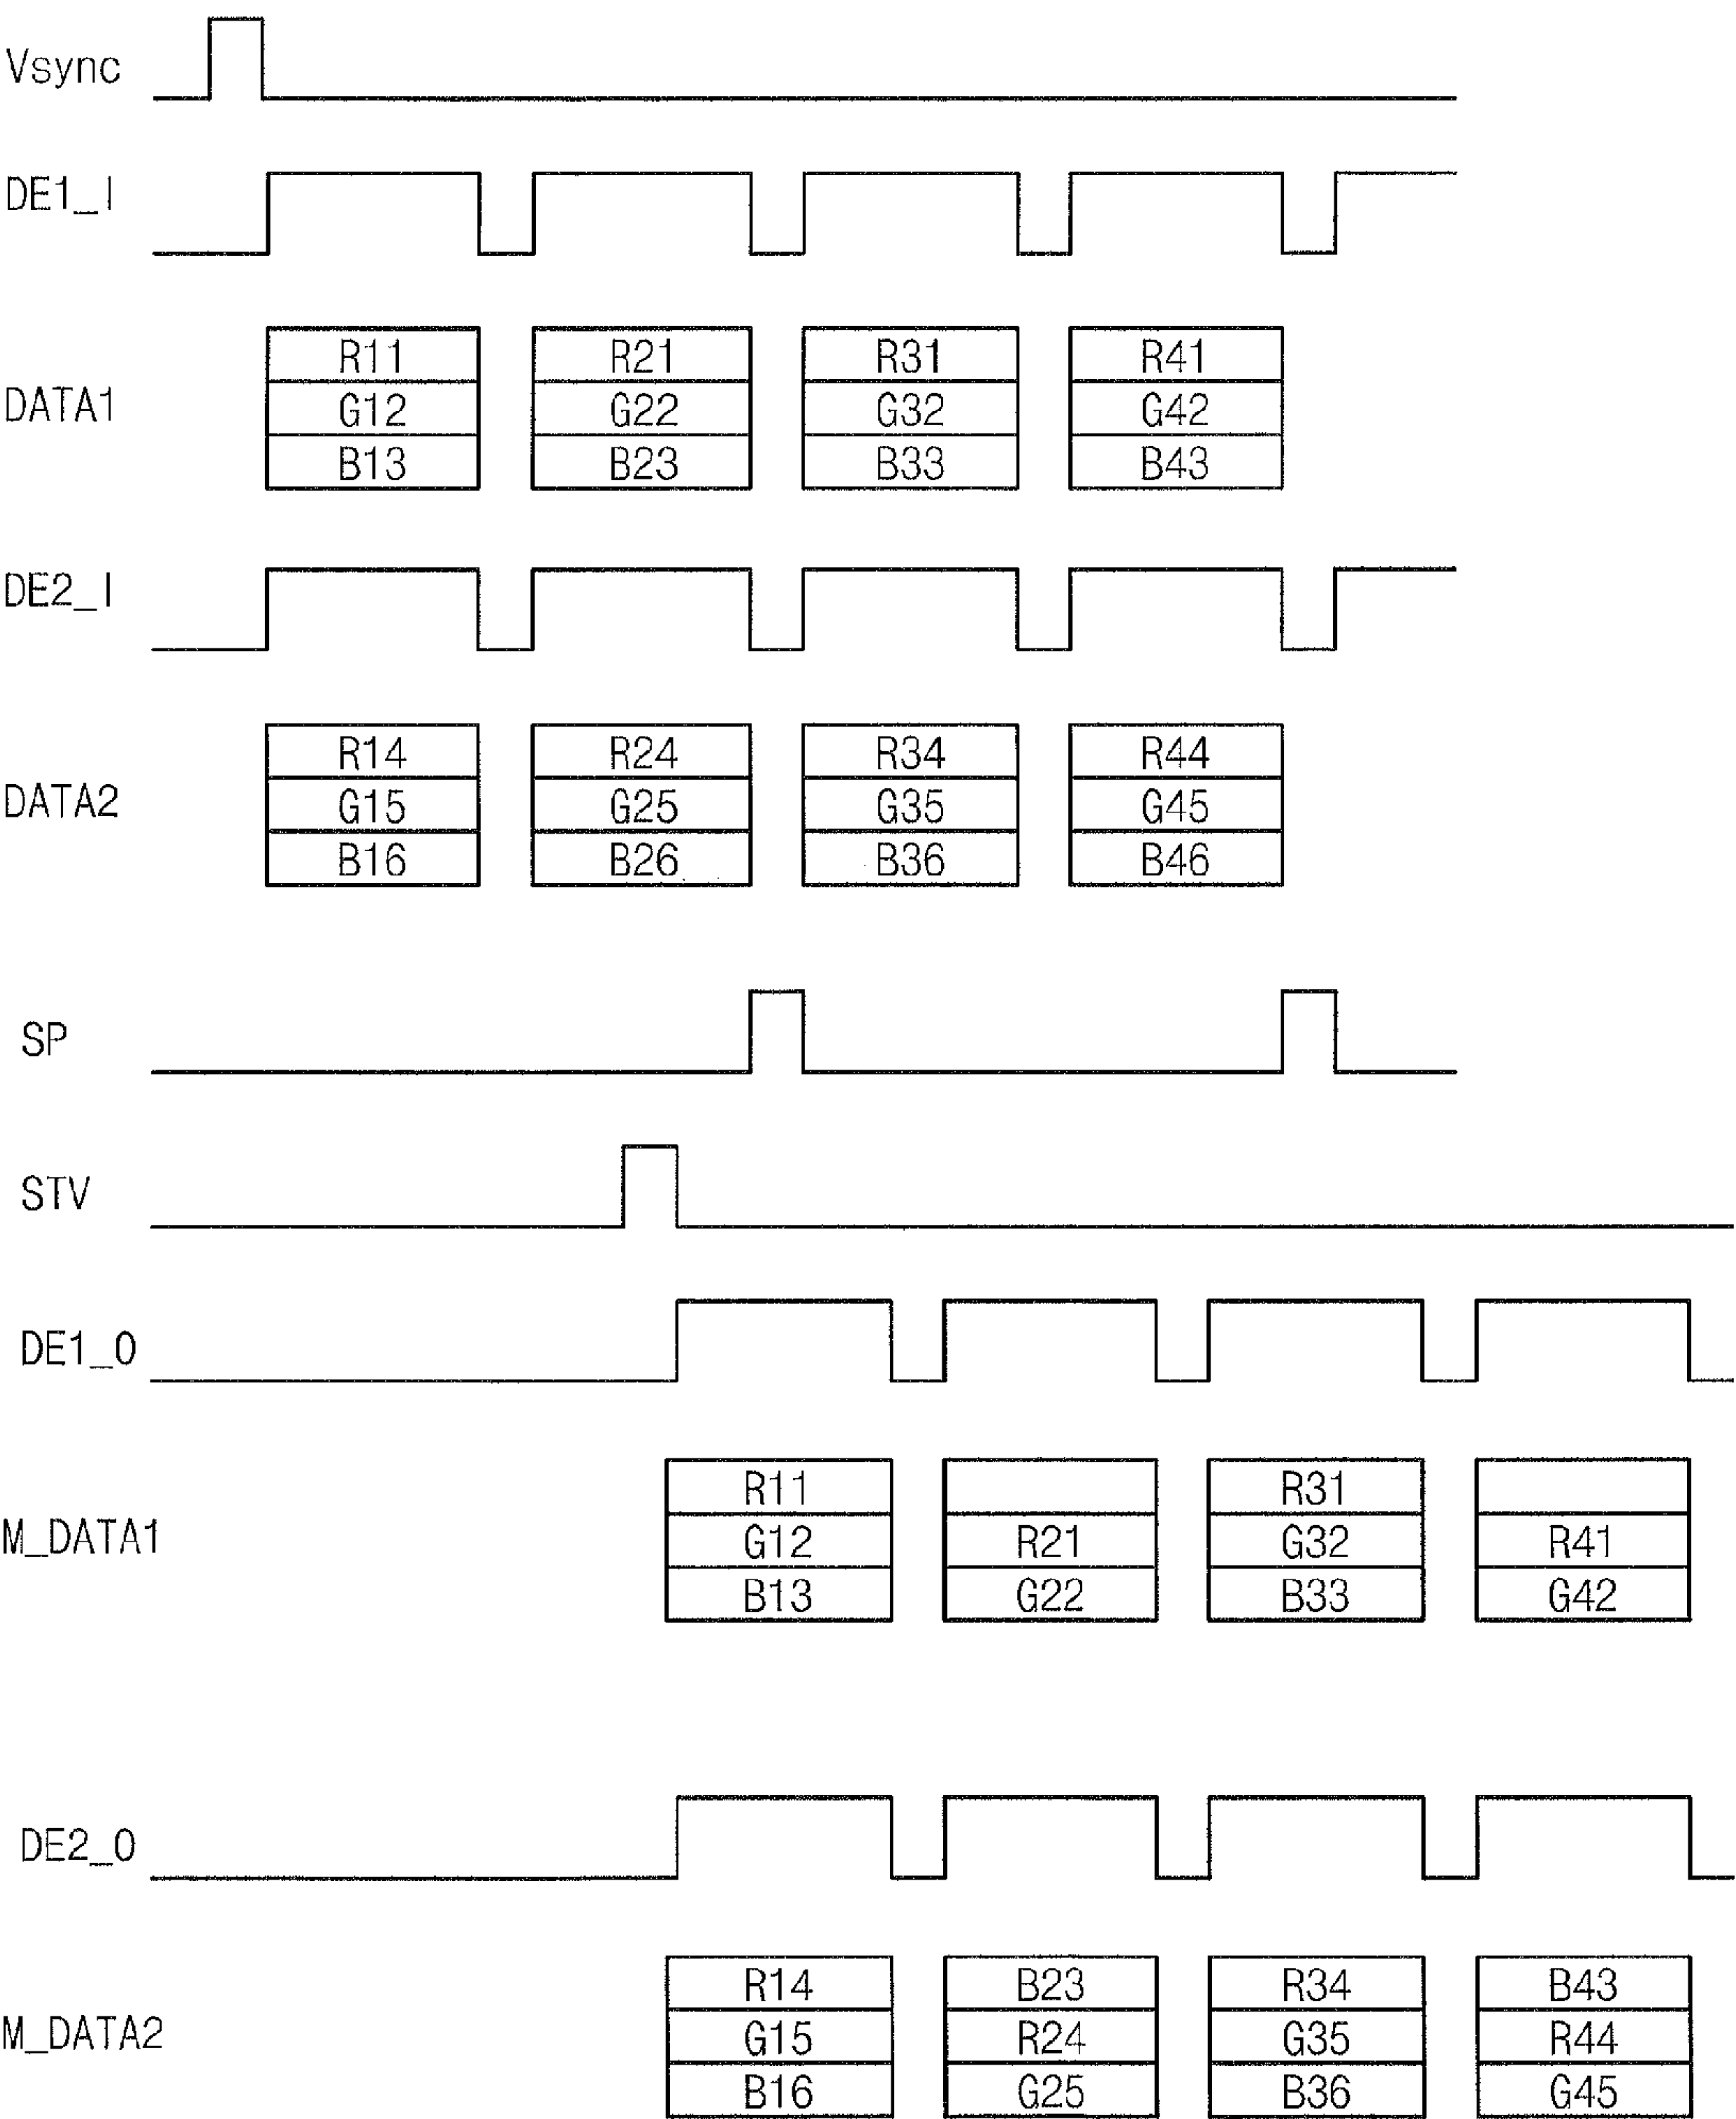 Vsync
DE1_I
R11 R21 R31 R41
DATA1 G12 G22 G32 G42
B13 B23 B33 B43
DE2_I
R14 R24 R34 R44
DATA2 G15 G25 G35 G45
B16 B26 B36 B46
SP
STV
DE1_O
R11 R31
M_DATA1 G12 R21 G32 R41
B13 G22 B33 G42
DE2_O
R14 B23 R34 B43
M_DATA2 G15 R24 G35 R44
B16 G25 B36 G45